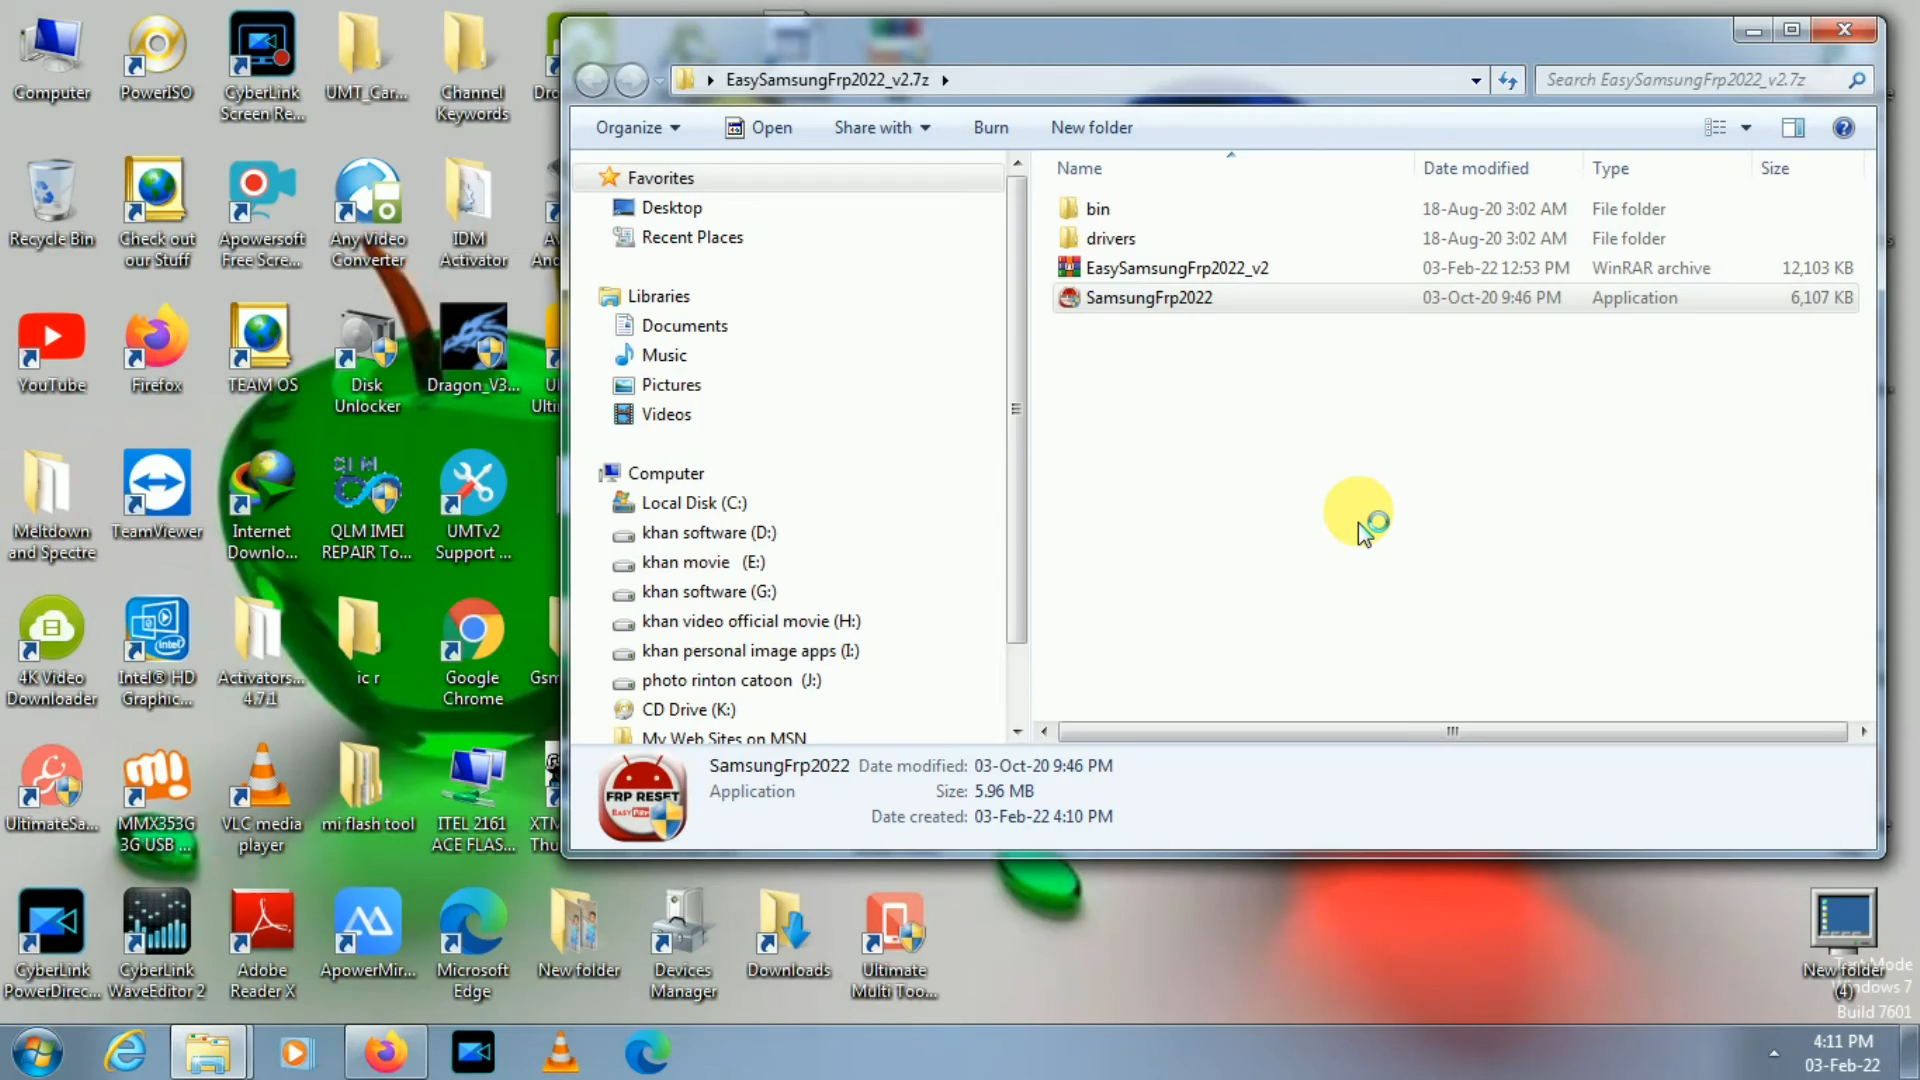 Computer
PowerISO
CyberLink
Screen Re...
UMT_Car...
Channel
Keywords
Recycle Bin
Check out
our Stuff
Apowersoft
Free Scre...
Any Video
Converter
IDM
Activator
YouTube
Firefox
TEAM OS
Disk
Unlocker
Dragon_V3...
Meltdown
and Spectre
TeamViewer
Internet
Downlo...
QLM IMEI
REPAIR To...
UMTv2
Support ...
4K Video
Downloader
Intel® HD
Graphic...
Activators...
4.7.1
ic r
Google
Chrome
UltimateSa...
MMX353G
3G USB ...
VLC media
player
mi flash tool
ITEL 2161
ACE FLAS...
CyberLink
PowerDirec...
CyberLink
WaveEditor 2
Adobe
Reader X
ApowerMir...
Microsoft
Edge
New folder
Devices
Manager
Downloads
Ultimate
Multi Too...
New folder
(4)
Windows 7
Build 7601
EasySamsungFrp2022_v2.7z
Search EasySamsungFrp2022_v2.7z
Organize
Open
Share with
Burn
New folder
Favorites
Desktop
Recent Places
Libraries
Documents
Music
Pictures
Videos
Computer
Local Disk (C:)
khan software (D:)
khan movie (E:)
khan software (G:)
khan video official movie (H:)
khan personal image apps (I:)
photo rinton catoon (J:)
CD Drive (K:)
My Web Sites on MSN
Name Date modified Type Size
bin 18-Aug-20 3:02 AM File folder
drivers 18-Aug-20 3:02 AM File folder
EasySamsungFrp2022_v2 03-Feb-22 12:53 PM WinRAR archive 12,103 KB
SamsungFrp2022 03-Oct-20 9:46 PM Application 6,107 KB
FRP RESET
SamsungFrp2022 Date modified: 03-Oct-20 9:46 PM
Application Size: 5.96 MB
Date created: 03-Feb-22 4:10 PM
4:11 PM
03-Feb-22